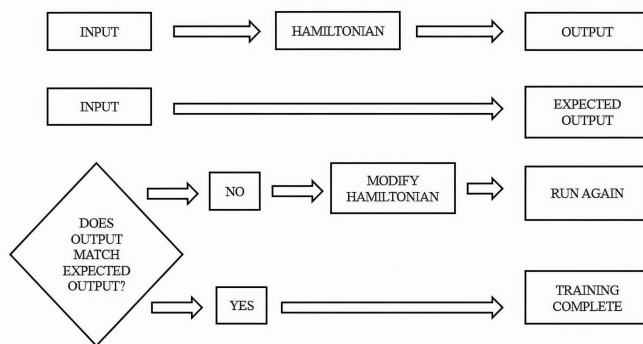 INPUT
HAMILTONIAN
OUTPUT
INPUT
EXPECTED
OUTPUT
DOES
OUTPUT
MATCH
EXPECTED
OUTPUT?
NO
MODIFY
HAMILTONIAN
RUN AGAIN
YES
TRAINING
COMPLETE